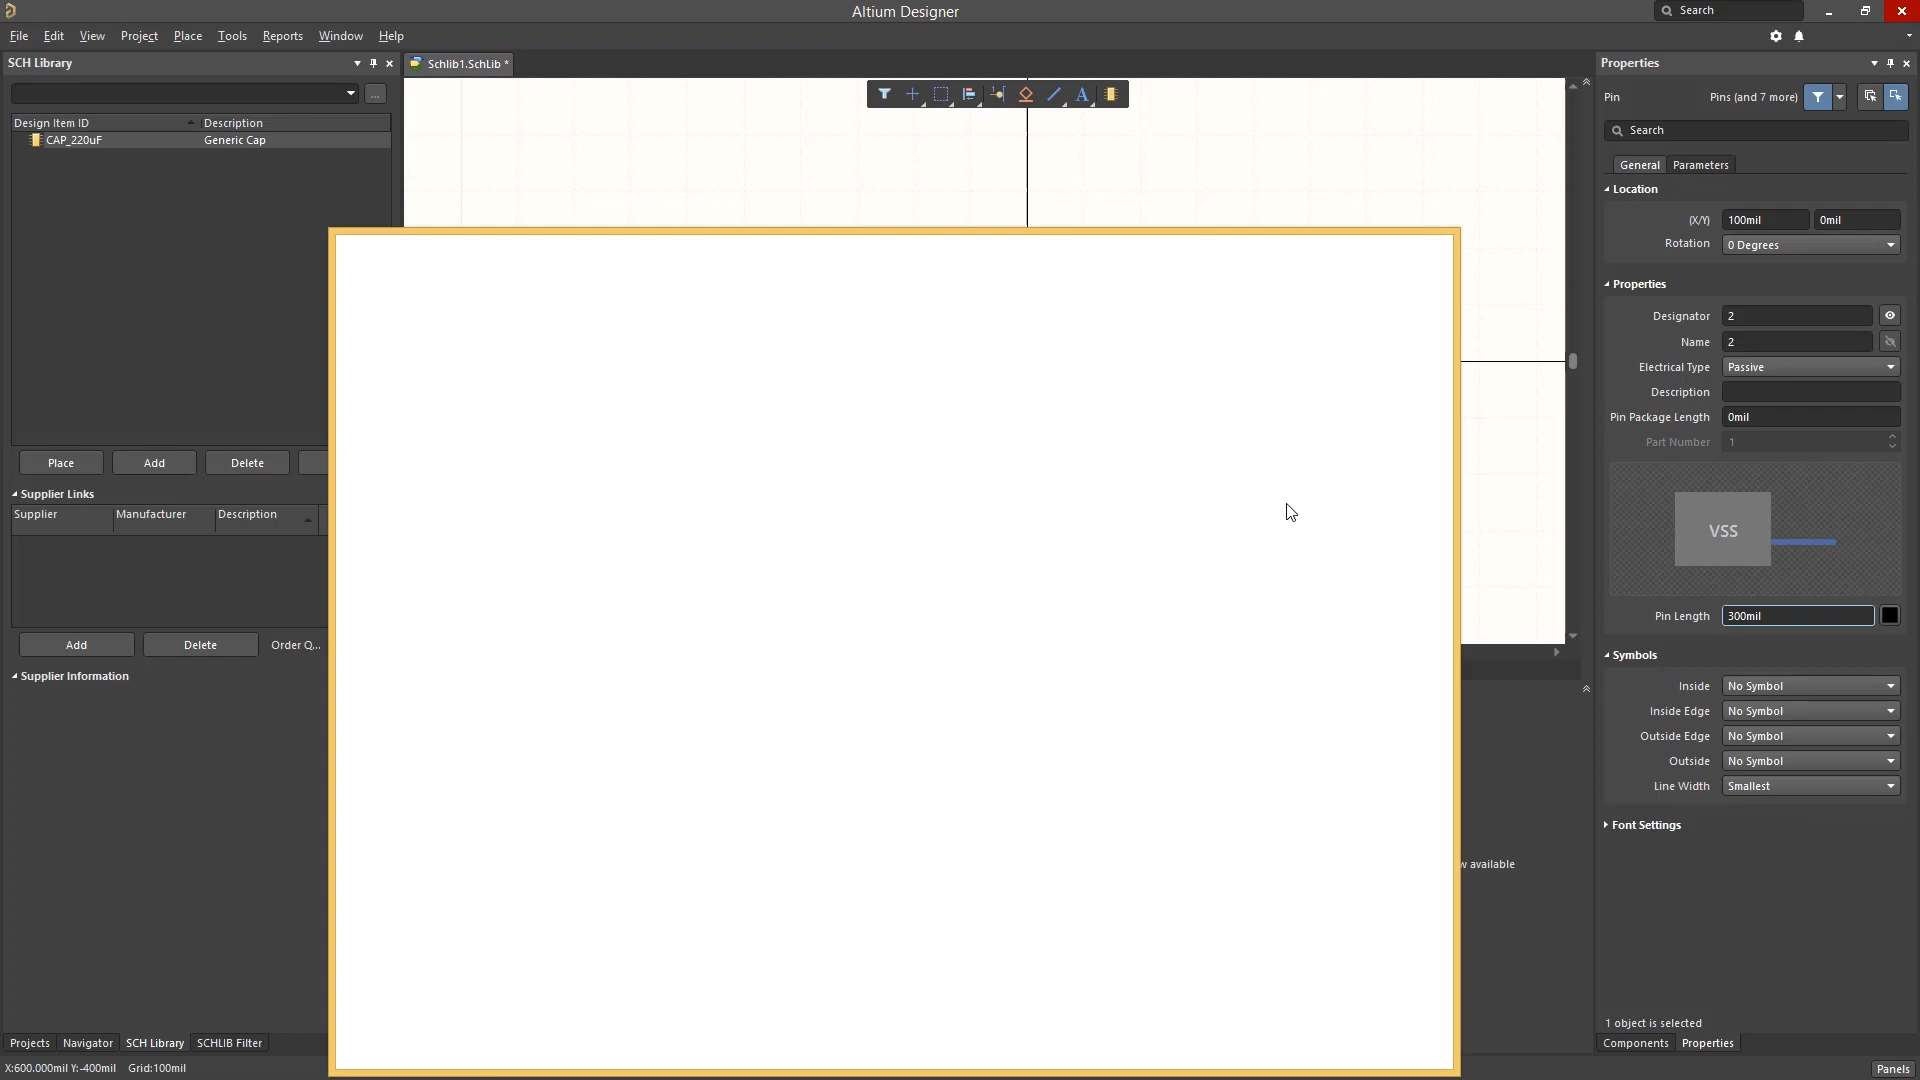 Altium Designer
Search
File Edit View Project Place Tools Reports Window Help
SCH Library
Schlib1.SchLib *
Properties
...
Pin Pins (and 7 more)
Design Item ID Description
CAP_220uF Generic Cap
Search
General Parameters
Location
(X/Y) 100mil 0mil
Rotation 0 Degrees
Properties
Designator 2
Name 2
Electrical Type Passive
Description
Pin Package Length 0mil
Part Number 1
Place Add Delete
Supplier Links
Supplier Manufacturer Description
VSS
Pin Length 300mil
Add Delete Order Q...
Supplier Information
Symbols
Inside No Symbol
Inside Edge No Symbol
Outside Edge No Symbol
Outside No Symbol
Line Width Smallest
Font Settings
available
1 object is selected
Projects Navigator SCH Library SCHLIB Filter
Components Properties
X:600.000mil Y:-400mil Grid:100mil
Panels